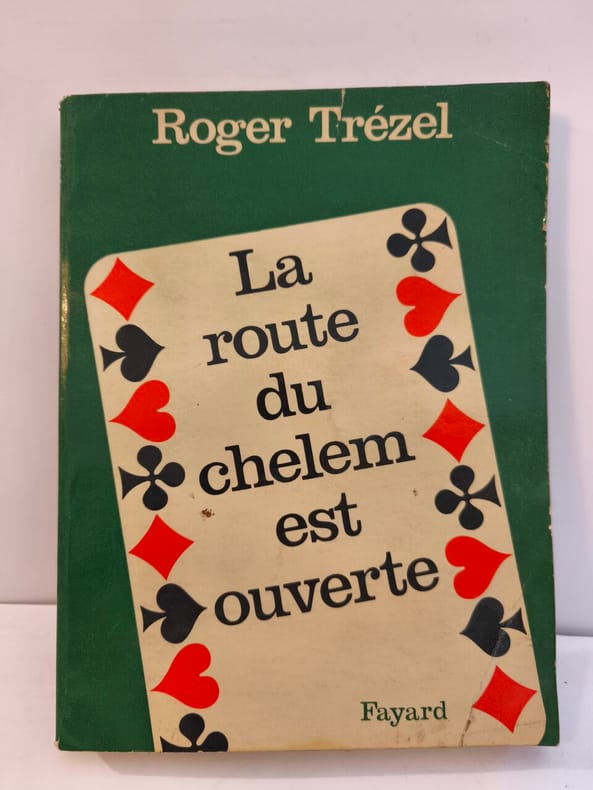 Roger Trézel
La
route
du
chelem
est
ouverte
Fayard